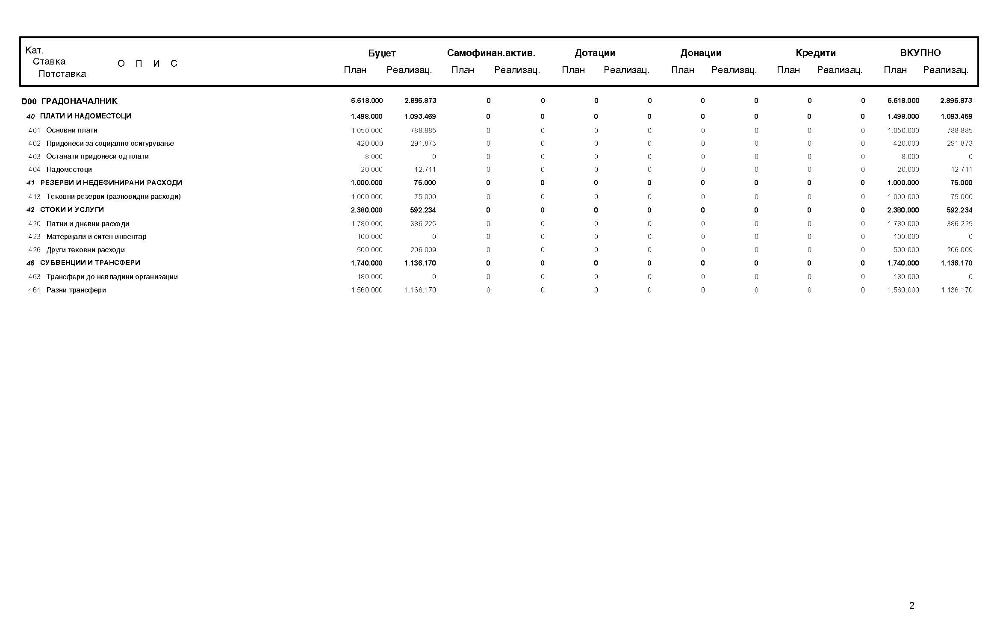 Кат.
Ставка
Потставка
О П И С
Буџет Самофинан.актив. Дотации Донации Кредити ВКУПНО
План Реализац. План Реализац. План Реализац. План Реализац. План Реализац. План Реализац.
D00 ГРАДОНАЧАЛНИК 6.618.000 2.896.873 0 0 0 0 0 0 0 0 6.618.000 2.896.873
40 ПЛАТИ И НАДОМЕСТОЦИ 1.498.000 1.093.469 0 0 0 0 0 0 0 0 1.498.000 1.093.469
401 Основни плати 1.050.000 788.885 0 0 0 0 0 0 0 0 1.050.000 788.885
402 Придонеси за социјално осигурување 420.000 291.873 0 0 0 0 0 0 0 0 420.000 291.873
403 Останати придонеси од плати 8.000 0 0 0 0 0 0 0 0 0 8.000 0
404 Надоместоци 20.000 12.711 0 0 0 0 0 0 0 0 20.000 12.711
41 РЕЗЕРВИ И НЕДЕФИНИРАНИ РАСХОДИ 1.000.000 75.000 0 0 0 0 0 0 0 0 1.000.000 75.000
413 Тековни резерви (разновидни расходи) 1.000.000 75.000 0 0 0 0 0 0 0 0 1.000.000 75.000
42 СТОКИ И УСЛУГИ 2.380.000 592.234 0 0 0 0 0 0 0 0 2.380.000 592.234
420 Патни и дневни расходи 1.780.000 386.225 0 0 0 0 0 0 0 0 1.780.000 386.225
423 Материјали и ситен инвентар 100.000 0 0 0 0 0 0 0 0 0 100.000 0
426 Други тековни расходи 500.000 206.009 0 0 0 0 0 0 0 0 500.000 206.009
46 СУБВЕНЦИИ И ТРАНСФЕРИ 1.740.000 1.136.170 0 0 0 0 0 0 0 0 1.740.000 1.136.170
463 Трансфери до невладини организации 180.000 0 0 0 0 0 0 0 0 0 180.000 0
464 Разни трансфери 1.560.000 1.136.170 0 0 0 0 0 0 0 0 1.560.000 1.136.170
2